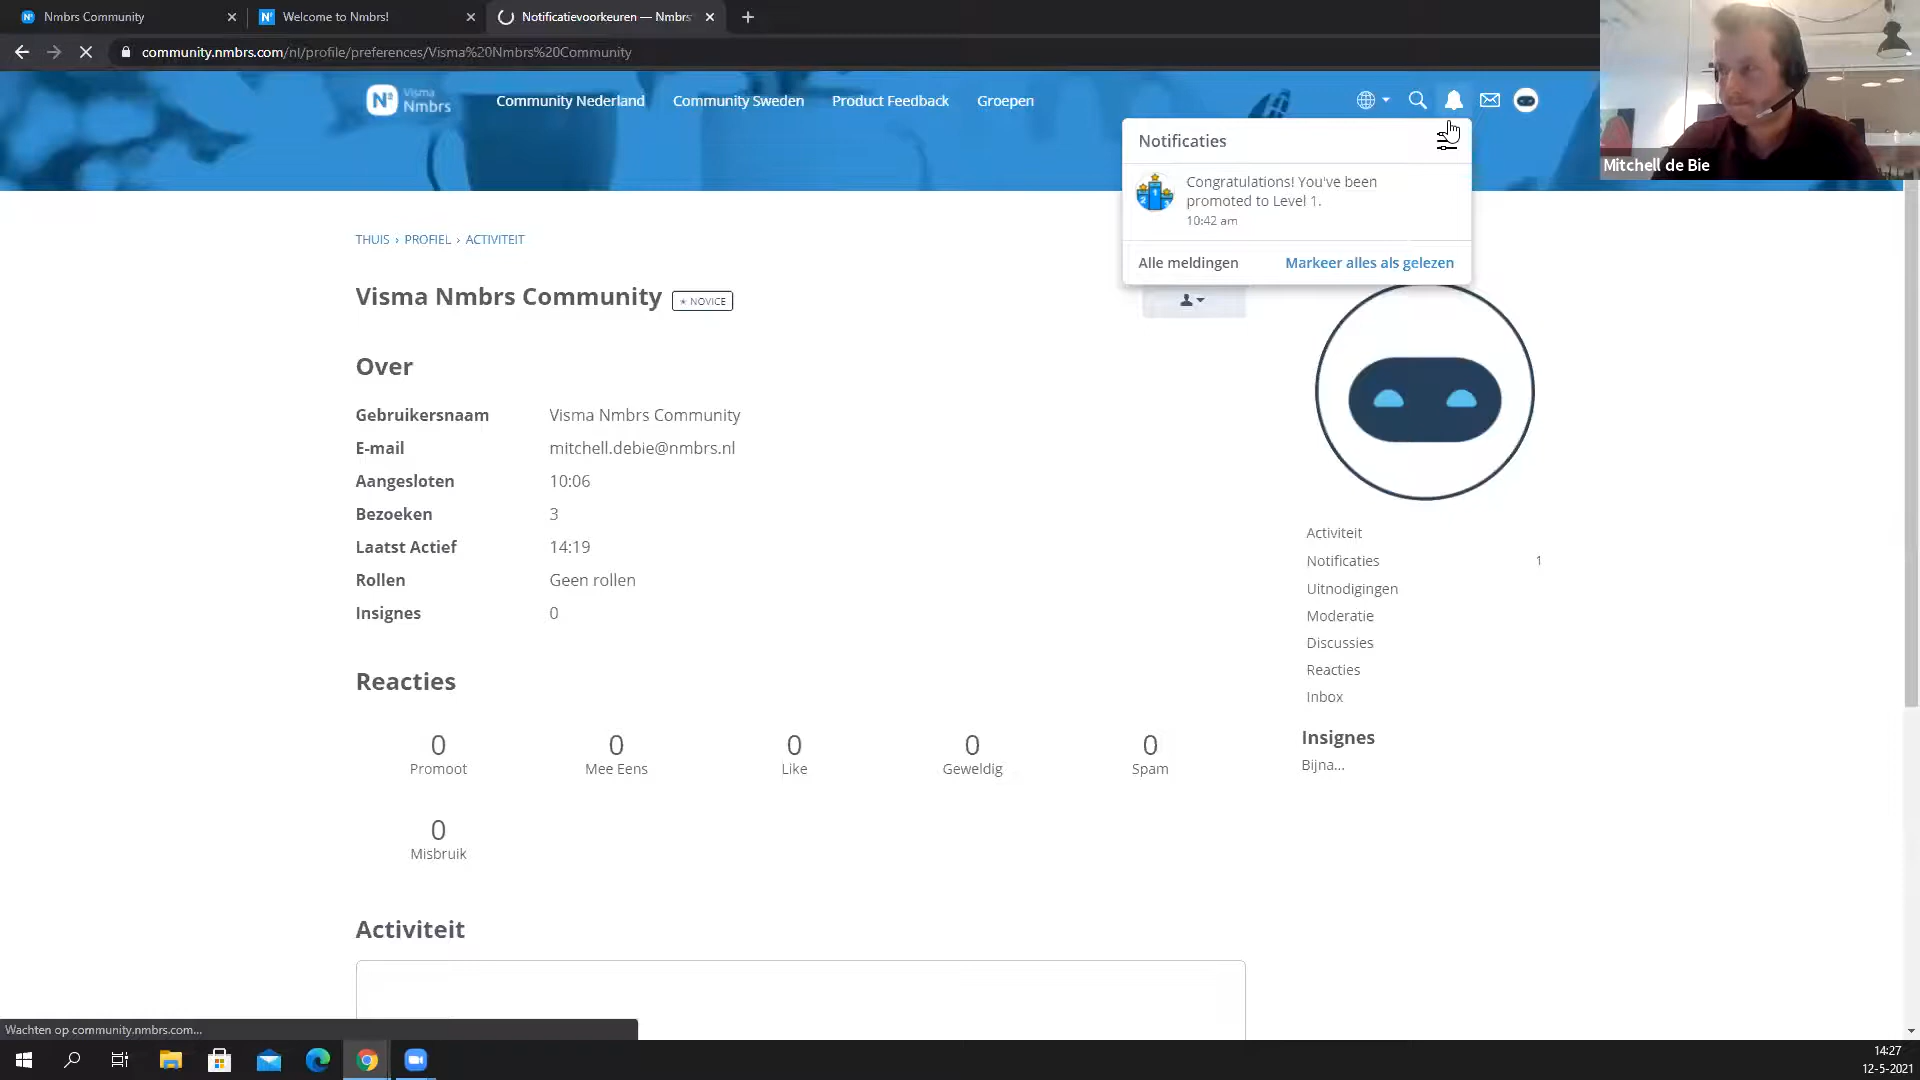 Nmbrs Community
Welcome to Nmbrs!
Notificatievoorkeuren — Nmbrs
community.nmbrs.com/nl/profile/preferences/Visma%20Nmbrs%20Community
Visma
Nmbrs
Community Nederland
Community Sweden
Product Feedback
Groepen
Mitchell de Bie
Notificaties
Congratulations! You've been
promoted to Level 1.
10:42 am
Alle meldingen
Markeer alles als gelezen
THUIS › PROFIEL › ACTIVITEIT
Visma Nmbrs Community
★ NOVICE
Over
Gebruikersnaam Visma Nmbrs Community
E-mail mitchell.debie@nmbrs.nl
Aangesloten 10:06
Bezoeken 3
Laatst Actief 14:19
Rollen Geen rollen
Insignes 0
Reacties
0 0 0 0 0
Promoot Mee Eens Like Geweldig Spam
0
Misbruik
Activiteit
Activiteit
Notificaties 1
Uitnodigingen
Moderatie
Discussies
Reacties
Inbox
Insignes
Bijna...
Wachten op community.nmbrs.com...
14:27
12-5-2021